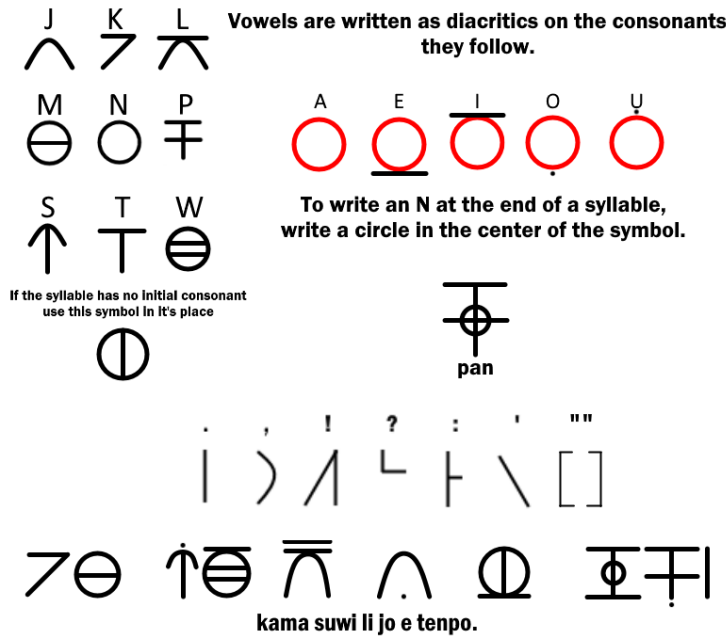 J K L
Vowels are written as diacritics on the consonants
they follow.
M N P
A E I O U
S T W
To write an N at the end of a syllable,
write a circle in the center of the symbol.
If the syllable has no initial consonant
use this symbol in it's place
pan
. , ! ? : ' ""
kama suwi li jo e tenpo.